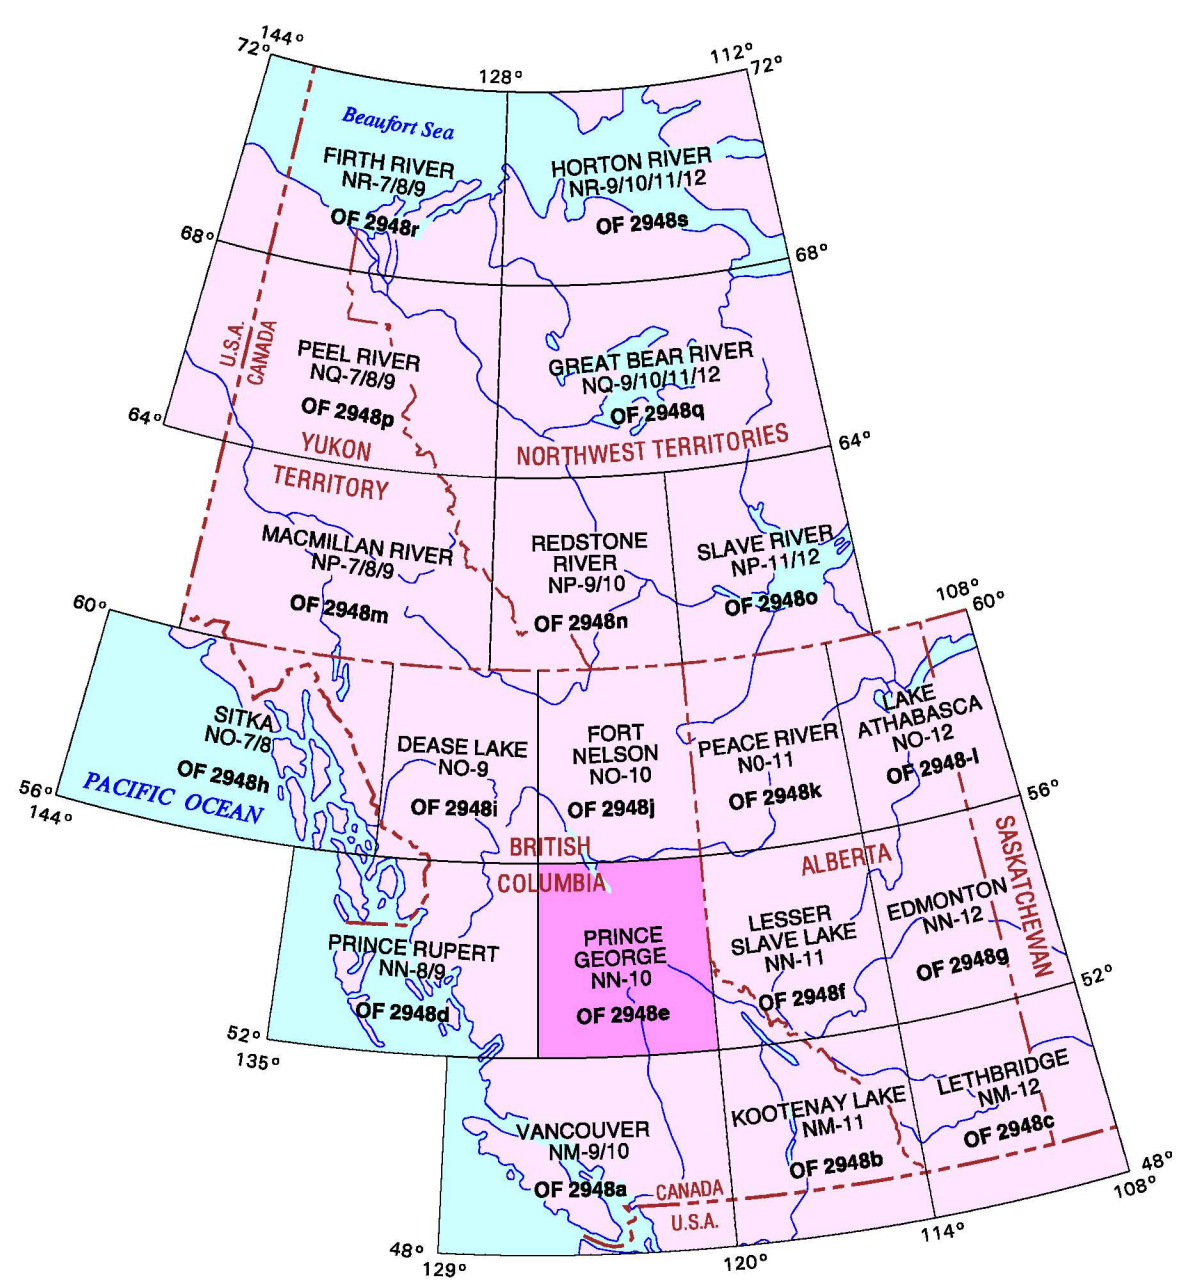 144°
72°
128°
112°
72°
Beaufort Sea
FIRTH RIVER
NR-7/8/9
OF 2948r
HORTON RIVER
NR-9/10/11/12
OF 2948s
68°
68°
U.S.A.
CANADA
PEEL RIVER
NQ-7/8/9
OF 2948p
GREAT BEAR RIVER
NQ-9/10/11/12
OF 2948q
64°
YUKON
NORTHWEST TERRITORIES
64°
TERRITORY
MACMILLAN RIVER
NP-7/8/9
OF 2948m
REDSTONE
RIVER
NP-9/10
OF 2948n
SLAVE RIVER
NP-11/12
OF 2948o
60°
108°
60°
SITKA
NO-7/8
OF 2948h
PACIFIC OCEAN
DEASE LAKE
NO-9
OF 2948i
FORT
NELSON
NO-10
OF 2948j
PEACE RIVER
N0-11
OF 2948k
LAKE
ATHABASCA
NO-12
OF 2948-l
56°
144°
56°
BRITISH
COLUMBIA
ALBERTA
SASKATCHEWAN
PRINCE RUPERT
NN-8/9
OF 2948d
PRINCE
GEORGE
NN-10
OF 2948e
LESSER
SLAVE LAKE
NN-11
OF 2948f
EDMONTON
NN-12
OF 2948g
52°
52°
135°
VANCOUVER
NM-9/10
OF 2948a
KOOTENAY LAKE
NM-11
OF 2948b
LETHBRIDGE
NM-12
OF 2948c
CANADA
U.S.A.
48°
108°
48°
129°
120°
114°